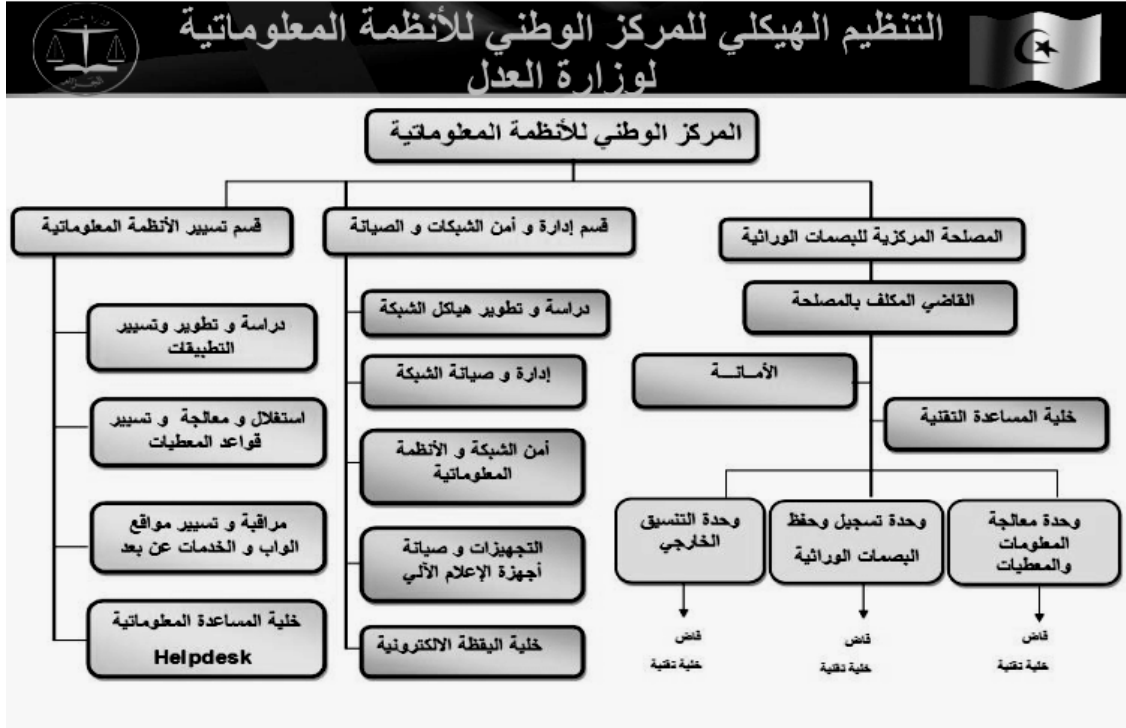 التنظيم الهيكلي للمركز الوطني للأنظمة المعلوماتية
لوزارة العدل
المركز الوطني للأنظمة المعلوماتية
المصلحة المركزية للبصمات الوراثية
القاضي المكلف بالمصلحة
الأمانـــة
خلية المساعدة التقنية
وحدة معالجة
المعلومات
والمعطيات
قاض
خلية تقنية
وحدة تسجيل وحفظ
البصمات الوراثية
قاض
خلية تقنية
وحدة التنسيق
الخارجي
قاض
خلية تقنية
قسم إدارة و أمن الشبكات و الصيانة
دراسة و تطوير هياكل الشبكة
إدارة و صيانة الشبكة
أمن الشبكة و الأنظمة
المعلوماتية
التجهيزات و صيانة
أجهزة الإعلام الآلي
خلية اليقظة الالكترونية
قسم تسيير الأنظمة المعلوماتية
دراسة و تطوير وتسيير
التطبيقات
استغلال و معالجة و تسيير
قواعد المعطيات
مراقبة و تسيير مواقع
الواب و الخدمات عن بعد
خلية المساعدة المعلوماتية
Helpdesk